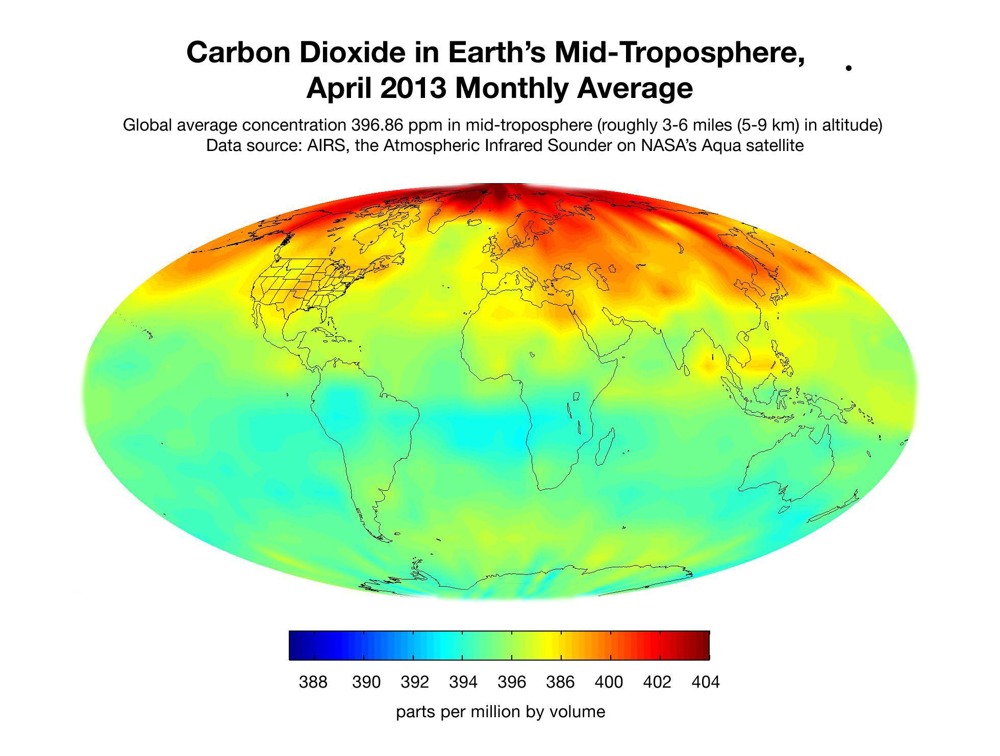 Carbon Dioxide in Earth’s Mid-Troposphere,
April 2013 Monthly Average
Global average concentration 396.86 ppm in mid-troposphere (roughly 3-6 miles (5-9 km) in altitude)
Data source: AIRS, the Atmospheric Infrared Sounder on NASA’s Aqua satellite
388 390 392 394 396 386 400 402 404
parts per million by volume